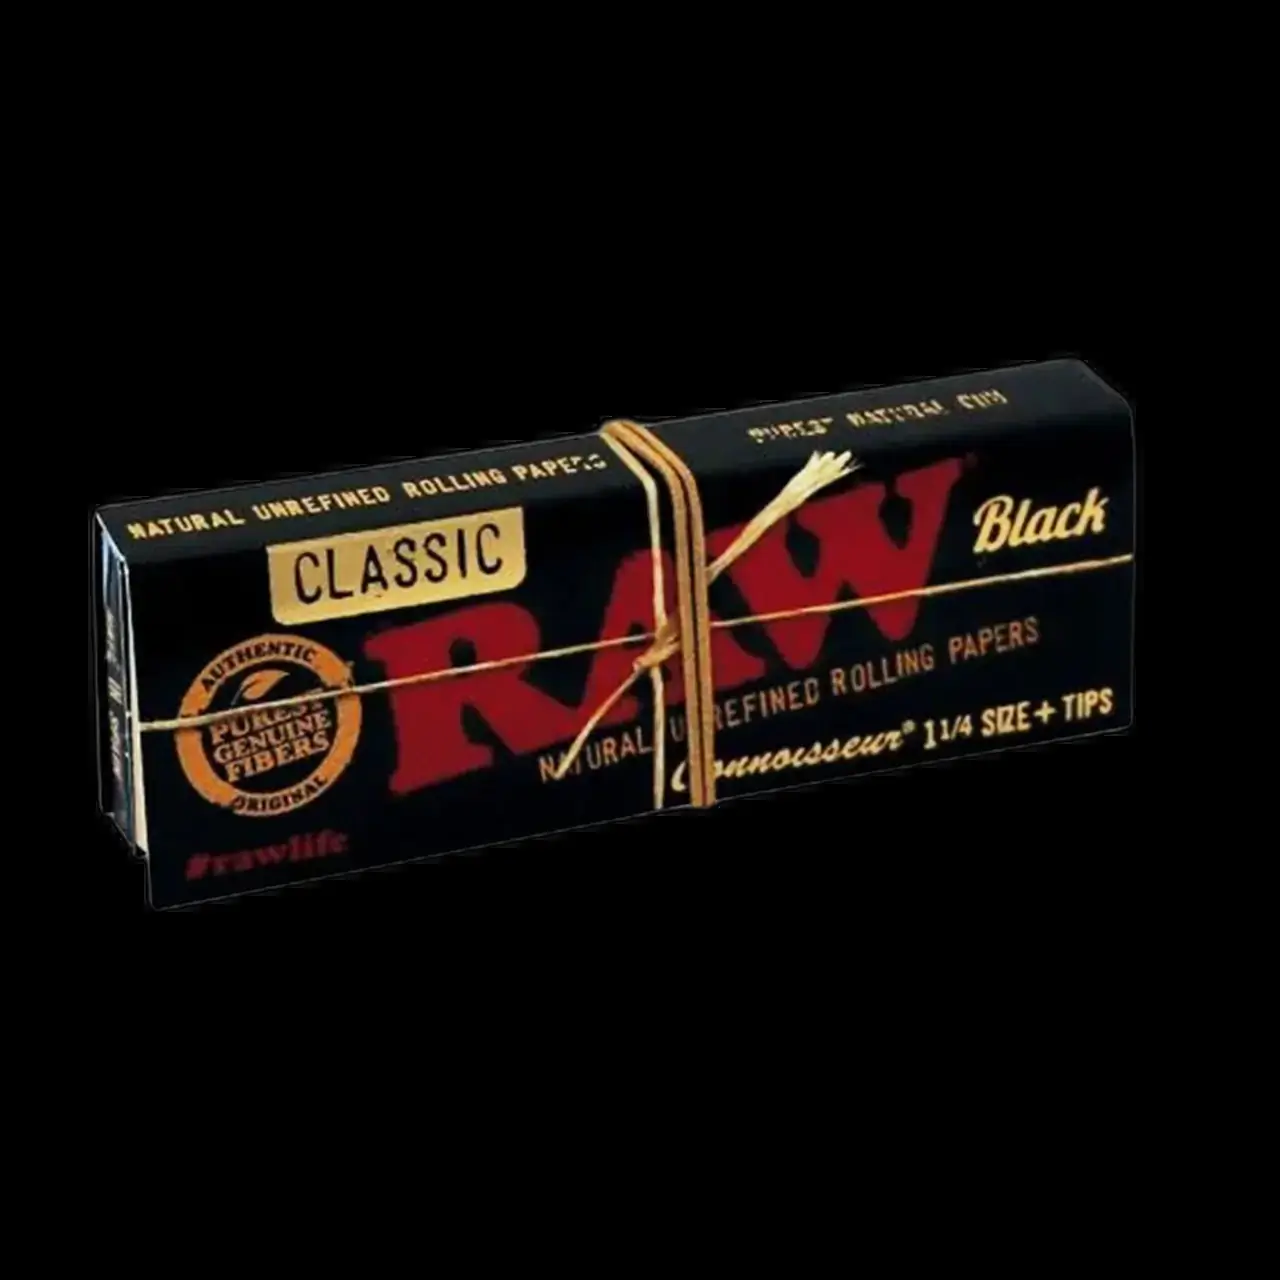 NATURAL UNREFINED ROLLING PAPERS
PUREST NATURAL GUM
CLASSIC
RAW
Black
NATURAL UNREFINED ROLLING PAPERS
Connoisseur® 1 1/4 SIZE + TIPS
AUTHENTIC
PUREST
GENUINE
FIBERS
ORIGINAL
#rawlife